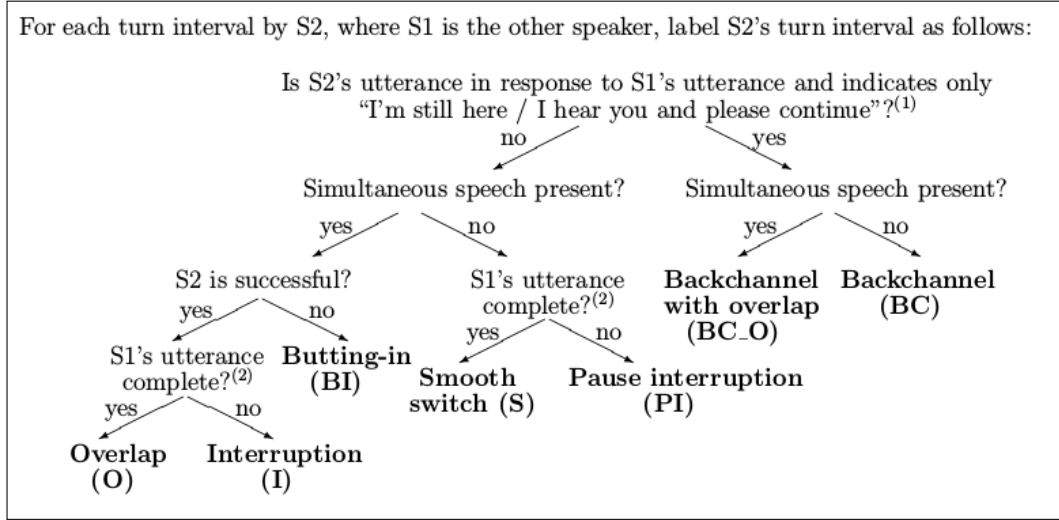 For each turn interval by S2, where S1 is the other speaker, label S2's turn interval as follows:
Is S2's utterance in response to S1's utterance and indicates only
“I'm still here / I hear you and please continue”?(1)
no yes
Simultaneous speech present? Simultaneous speech present?
yes no yes no
S2 is successful? S1's utterance complete?(2) Backchannel with overlap (BC_O) Backchannel (BC)
yes no yes no
S1's utterance complete?(2) Butting-in (BI) Smooth switch (S) Pause interruption (PI)
yes no
Overlap (O) Interruption (I)